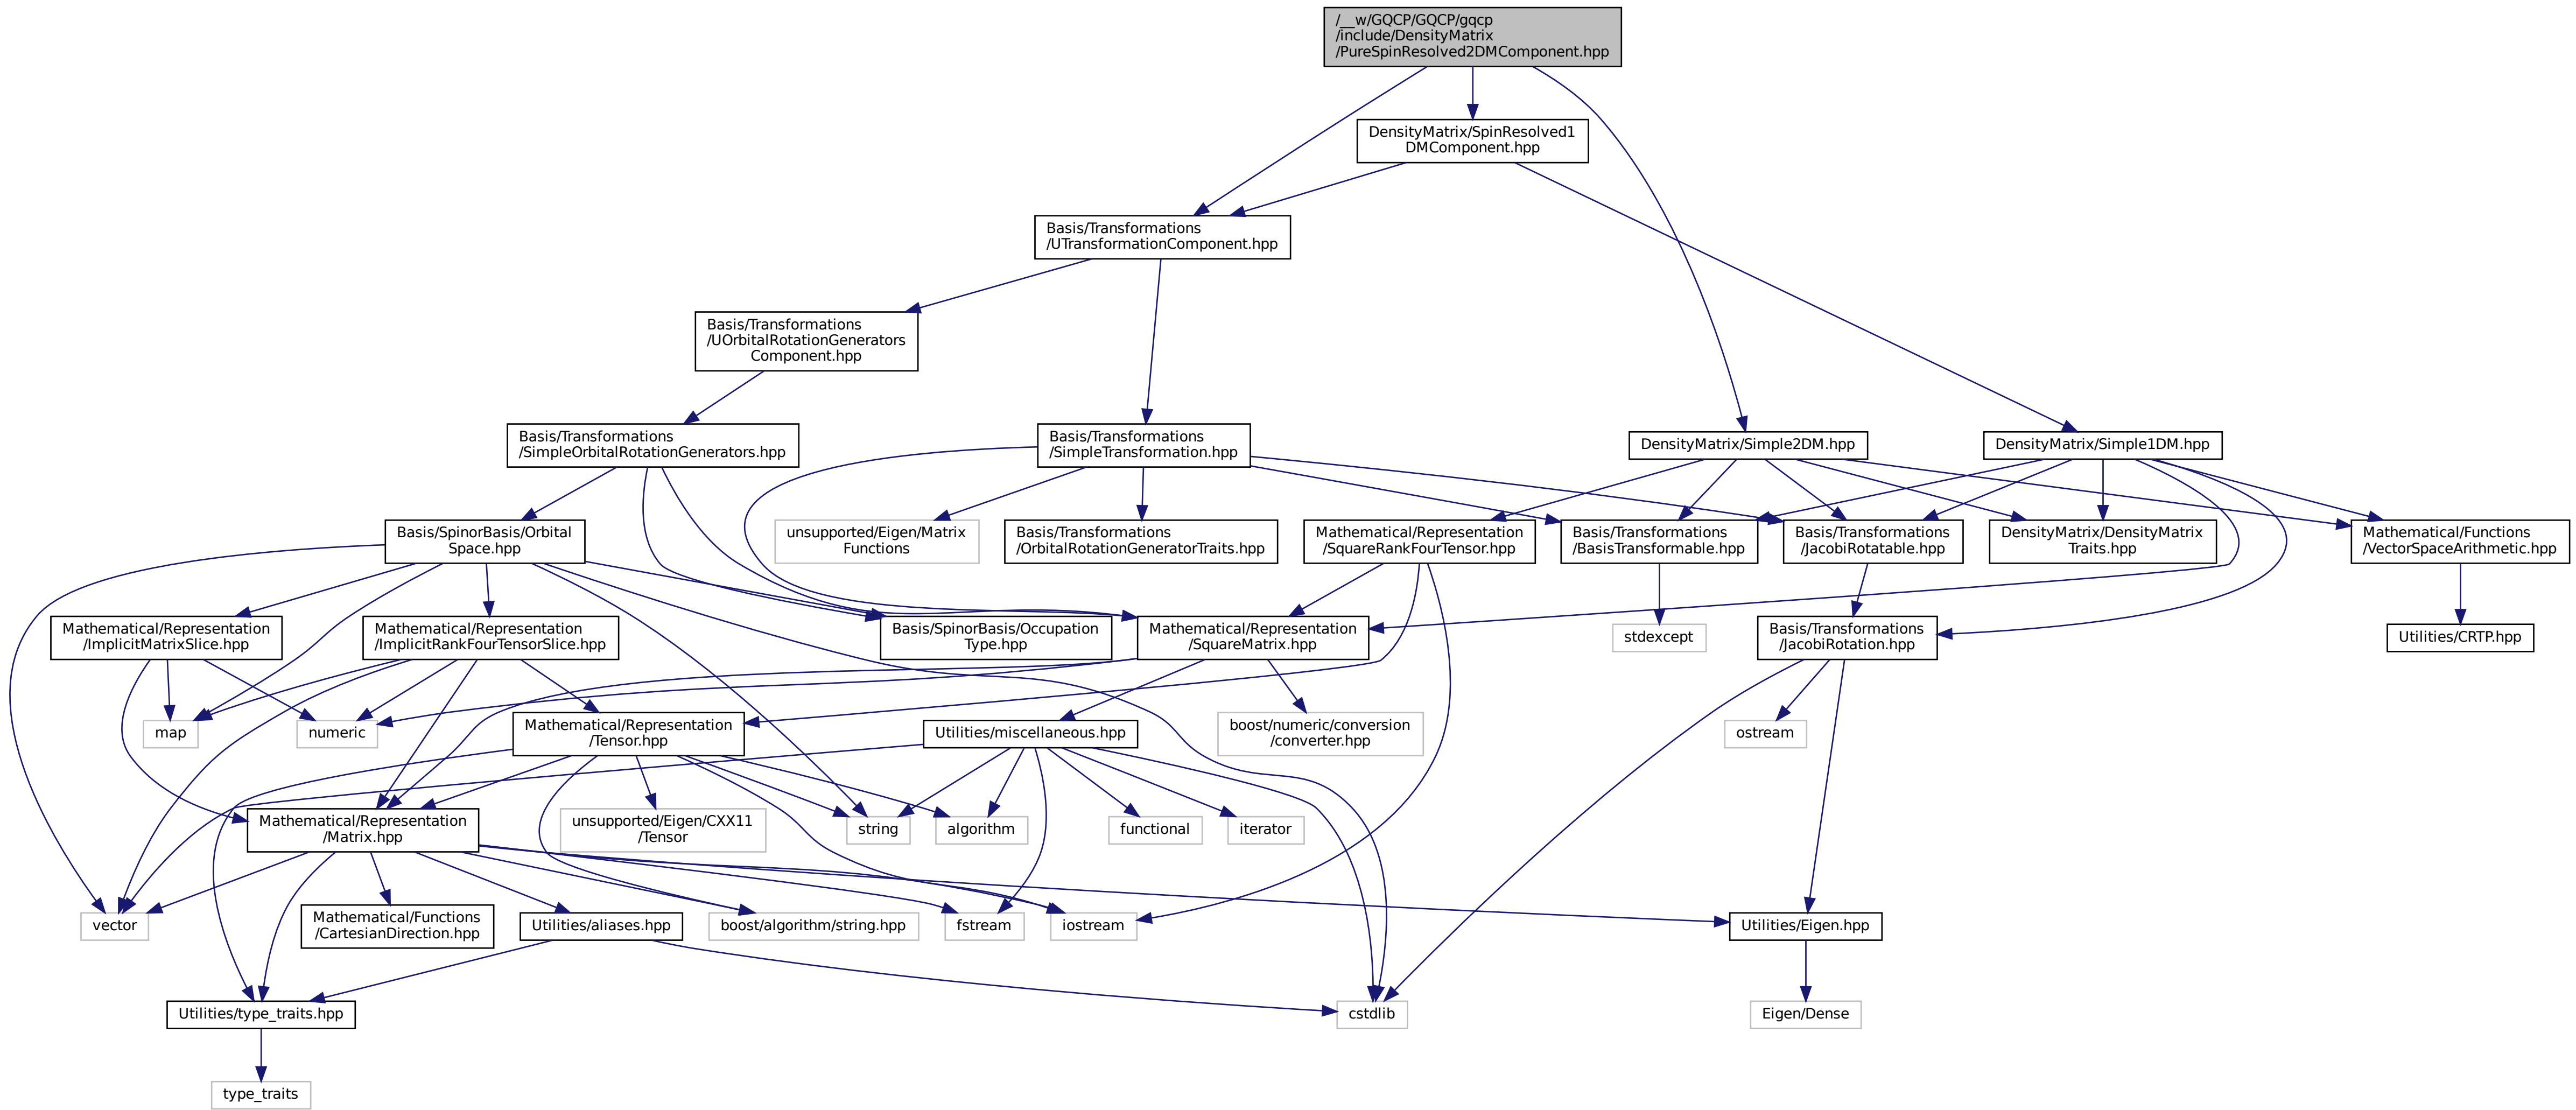 /__w/GQCP/GQCP/gqcp
/include/DensityMatrix
/PureSpinResolved2DMComponent.hpp
DensityMatrix/SpinResolved1
DMComponent.hpp
Basis/Transformations
/UTransformationComponent.hpp
Basis/Transformations
/UOrbitalRotationGenerators
Component.hpp
Basis/Transformations
/SimpleOrbitalRotationGenerators.hpp
Basis/Transformations
/SimpleTransformation.hpp
DensityMatrix/Simple2DM.hpp
DensityMatrix/Simple1DM.hpp
Basis/SpinorBasis/Orbital
Space.hpp
unsupported/Eigen/Matrix
Functions
Basis/Transformations
/OrbitalRotationGeneratorTraits.hpp
Mathematical/Representation
/SquareRankFourTensor.hpp
Basis/Transformations
/BasisTransformable.hpp
Basis/Transformations
/JacobiRotatable.hpp
DensityMatrix/DensityMatrix
Traits.hpp
Mathematical/Functions
/VectorSpaceArithmetic.hpp
Mathematical/Representation
/ImplicitMatrixSlice.hpp
Mathematical/Representation
/ImplicitRankFourTensorSlice.hpp
Basis/SpinorBasis/Occupation
Type.hpp
Mathematical/Representation
/SquareMatrix.hpp
stdexcept
Basis/Transformations
/JacobiRotation.hpp
Utilities/CRTP.hpp
map
numeric
Mathematical/Representation
/Tensor.hpp
Utilities/miscellaneous.hpp
boost/numeric/conversion
/converter.hpp
ostream
Mathematical/Representation
/Matrix.hpp
unsupported/Eigen/CXX11
/Tensor
string
algorithm
functional
iterator
vector
Mathematical/Functions
/CartesianDirection.hpp
Utilities/aliases.hpp
boost/algorithm/string.hpp
fstream
iostream
Utilities/Eigen.hpp
Utilities/type_traits.hpp
cstdlib
Eigen/Dense
type_traits